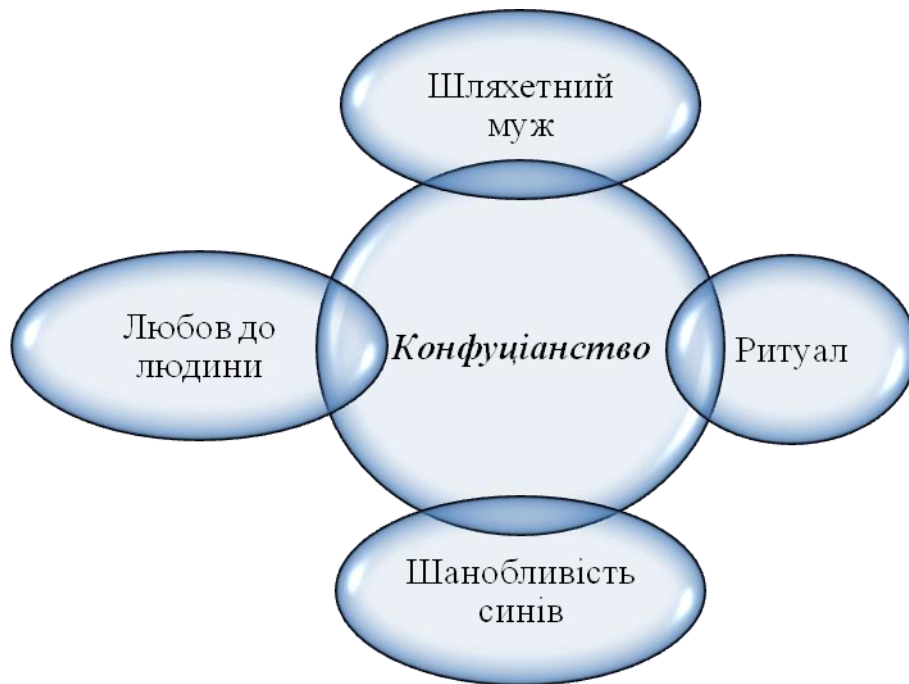 Шляхетний
муж
Любов до
людини
Конфуціанство
Ритуал
Шанобливість
синів